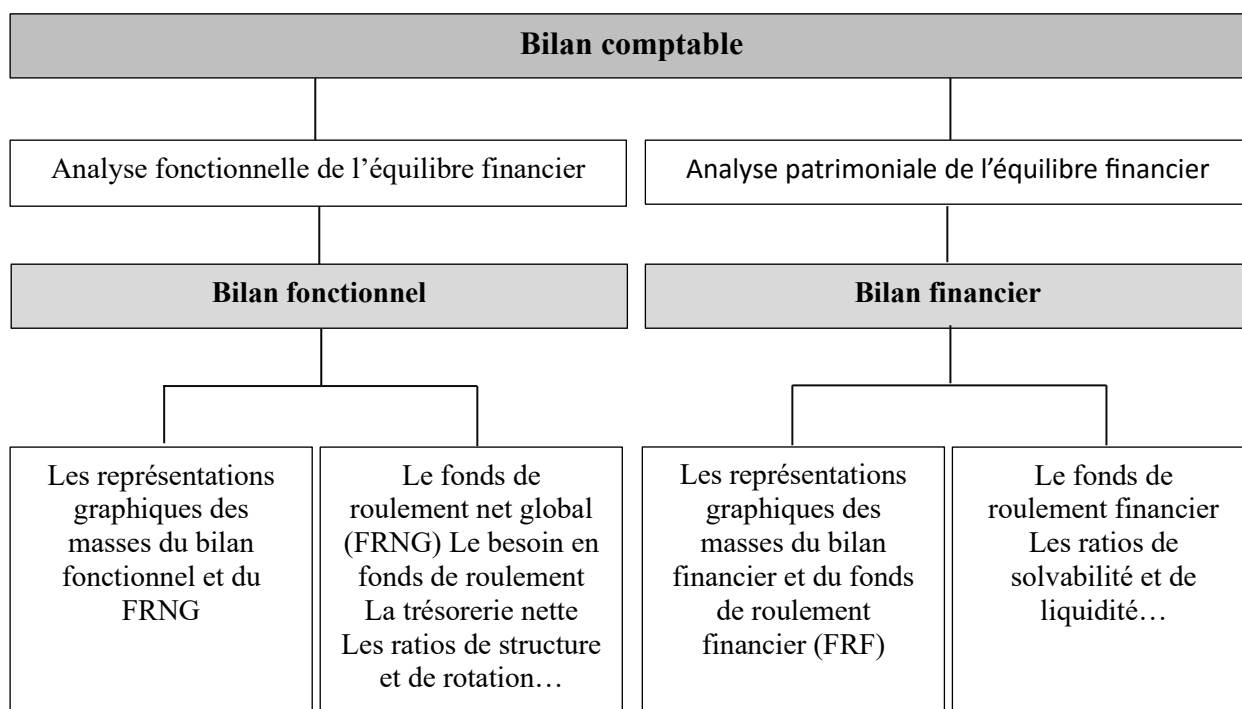 Bilan comptable
Analyse fonctionnelle de l’équilibre financier
Analyse patrimoniale de l’équilibre financier
Bilan fonctionnel
Bilan financier
Les représentations
graphiques des
masses du bilan
fonctionnel et du
FRNG
Le fonds de
roulement net global
(FRNG) Le besoin en
fonds de roulement
La trésorerie nette
Les ratios de structure
et de rotation…
Les représentations
graphiques des
masses du bilan
financier et du fonds
de roulement
financier (FRF)
Le fonds de
roulement financier
Les ratios de
solvabilité et de
liquidité…